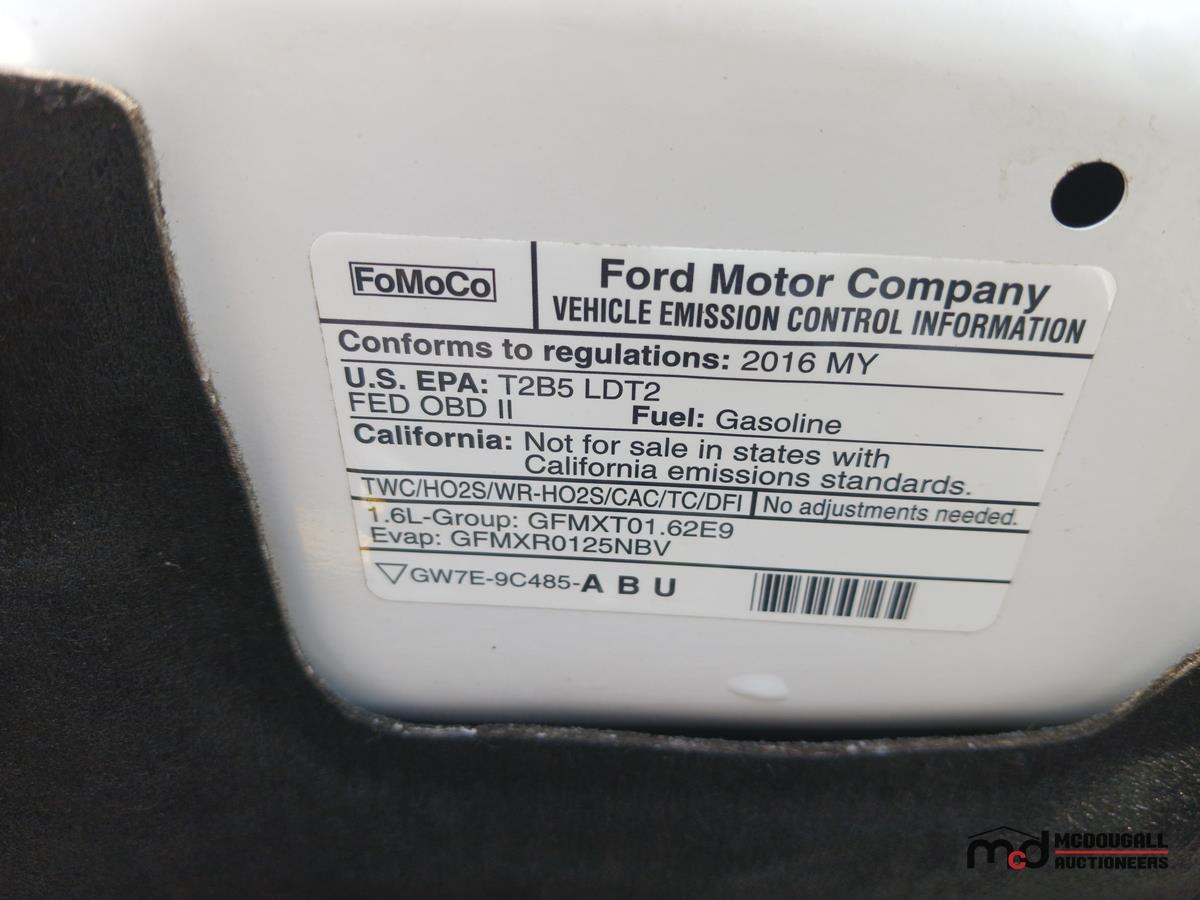 FoMoCo
Ford Motor Company
VEHICLE EMISSION CONTROL INFORMATION
Conforms to regulations: 2016 MY
U.S. EPA: T2B5 LDT2
FED OBD II Fuel: Gasoline
California: Not for sale in states with
California emissions standards.
TWC/HO2S/WR-HO2S/CAC/TC/DFI No adjustments needed.
1.6L-Group: GFMXT01.62E9
Evap: GFMXR0125NBV
GW7E-9C485-A B U
mcd MCDOUGALL
AUCTIONEERS